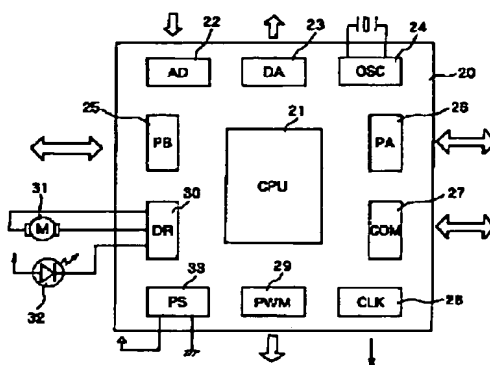 22
23
24
20
AD
DA
OSC
25
21
26
PB
CPU
PA
31
30
27
M
DR
COM
32
33
29
28
PS
PWM
CLK